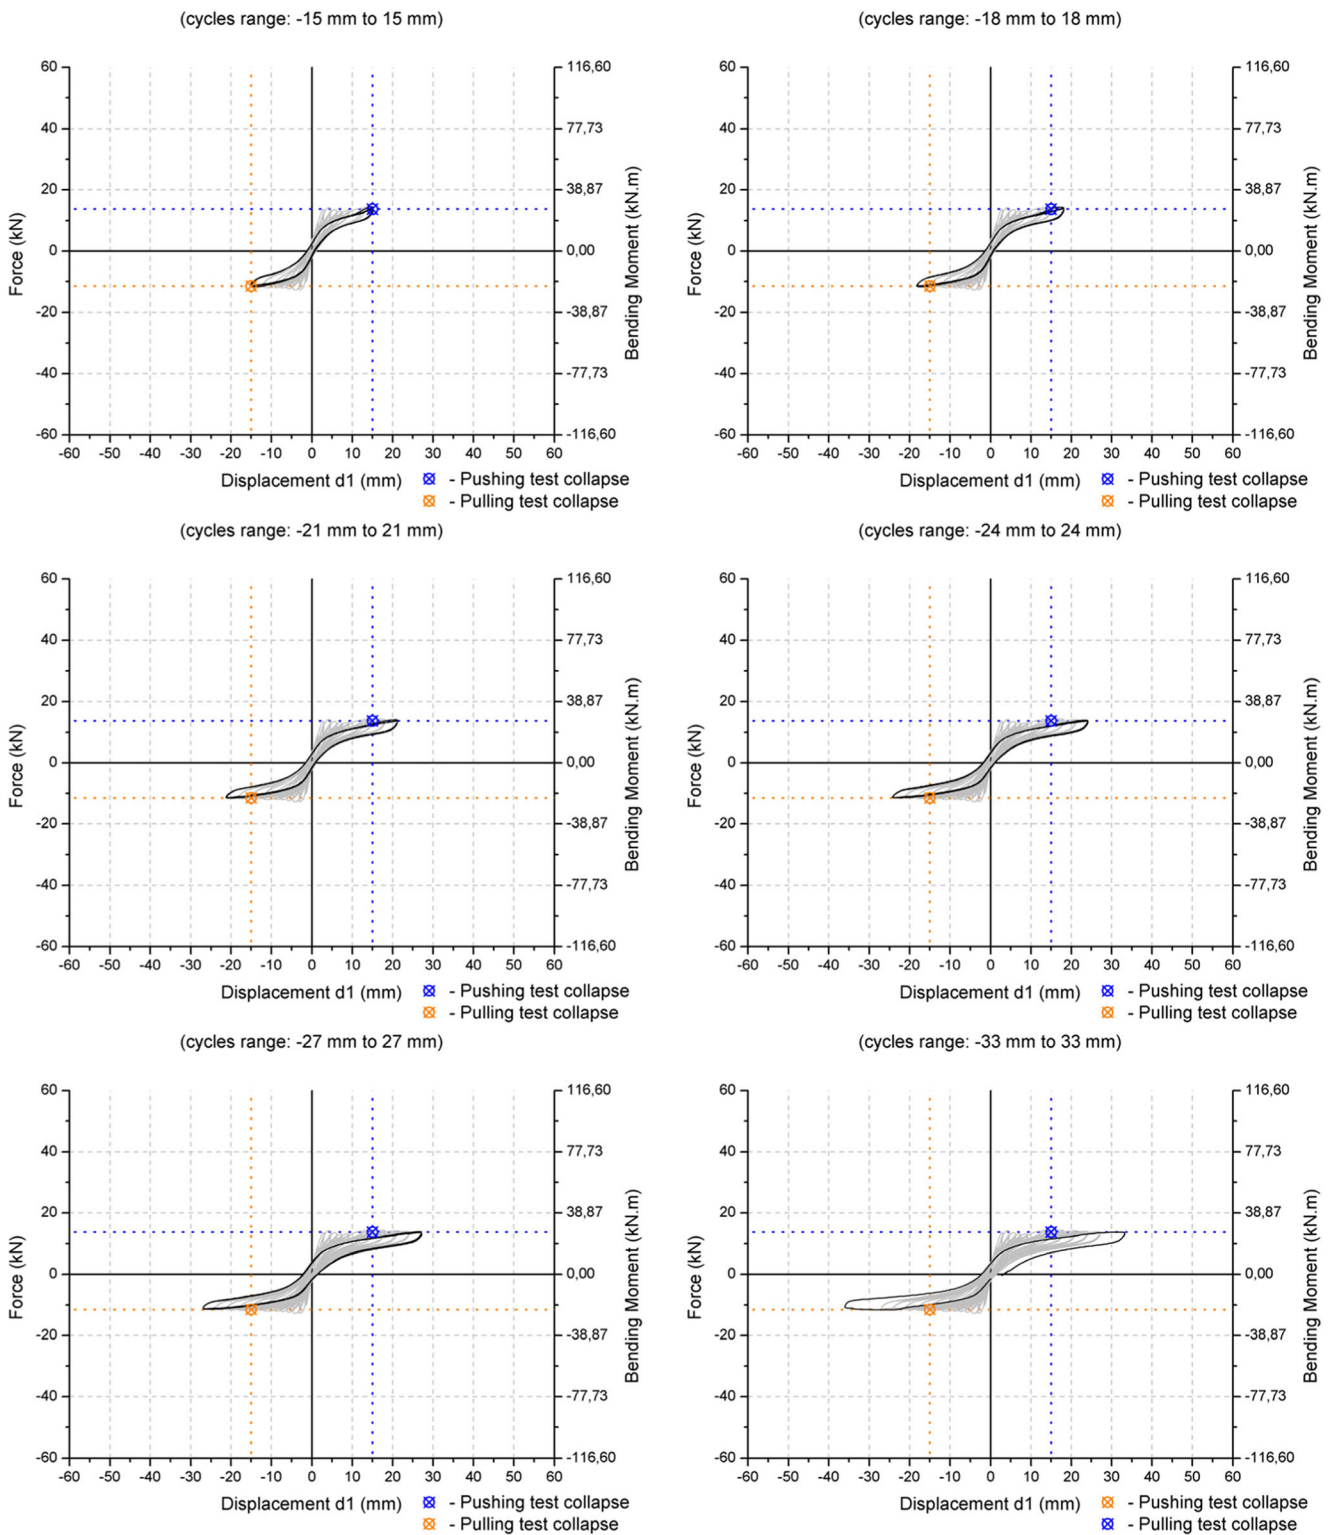 (cycles range: -15 mm to 15 mm)
60
40
20
0
-20
-40
-60
Force (kN)
116,60
77,73
38,87
0,00
-38,87
-77,73
-116,60
Bending Moment (kN.m)
-60 -50 -40 -30 -20 -10 0 10 20 30 40 50 60
Displacement d1 (mm)
- Pushing test collapse
- Pulling test collapse
(cycles range: -18 mm to 18 mm)
60
40
20
0
-20
-40
-60
Force (kN)
116,60
77,73
38,87
0,00
-38,87
-77,73
-116,60
Bending Moment (kN.m)
-60 -50 -40 -30 -20 -10 0 10 20 30 40 50 60
Displacement d1 (mm)
- Pushing test collapse
- Pulling test collapse
(cycles range: -21 mm to 21 mm)
60
40
20
0
-20
-40
-60
Force (kN)
116,60
77,73
38,87
0,00
-38,87
-77,73
-116,60
Bending Moment (kN.m)
-60 -50 -40 -30 -20 -10 0 10 20 30 40 50 60
Displacement d1 (mm)
- Pushing test collapse
- Pulling test collapse
(cycles range: -24 mm to 24 mm)
60
40
20
0
-20
-40
-60
Force (kN)
116,60
77,73
38,87
0,00
-38,87
-77,73
-116,60
Bending Moment (kN.m)
-60 -50 -40 -30 -20 -10 0 10 20 30 40 50 60
Displacement d1 (mm)
- Pushing test collapse
- Pulling test collapse
(cycles range: -27 mm to 27 mm)
60
40
20
0
-20
-40
-60
Force (kN)
116,60
77,73
38,87
0,00
-38,87
-77,73
-116,60
Bending Moment (kN.m)
-60 -50 -40 -30 -20 -10 0 10 20 30 40 50 60
Displacement d1 (mm)
- Pushing test collapse
- Pulling test collapse
(cycles range: -33 mm to 33 mm)
60
40
20
0
-20
-40
-60
Force (kN)
116,60
77,73
38,87
0,00
-38,87
-77,73
-116,60
Bending Moment (kN.m)
-60 -50 -40 -30 -20 -10 0 10 20 30 40 50 60
Displacement d1 (mm)
- Pushing test collapse
- Pulling test collapse